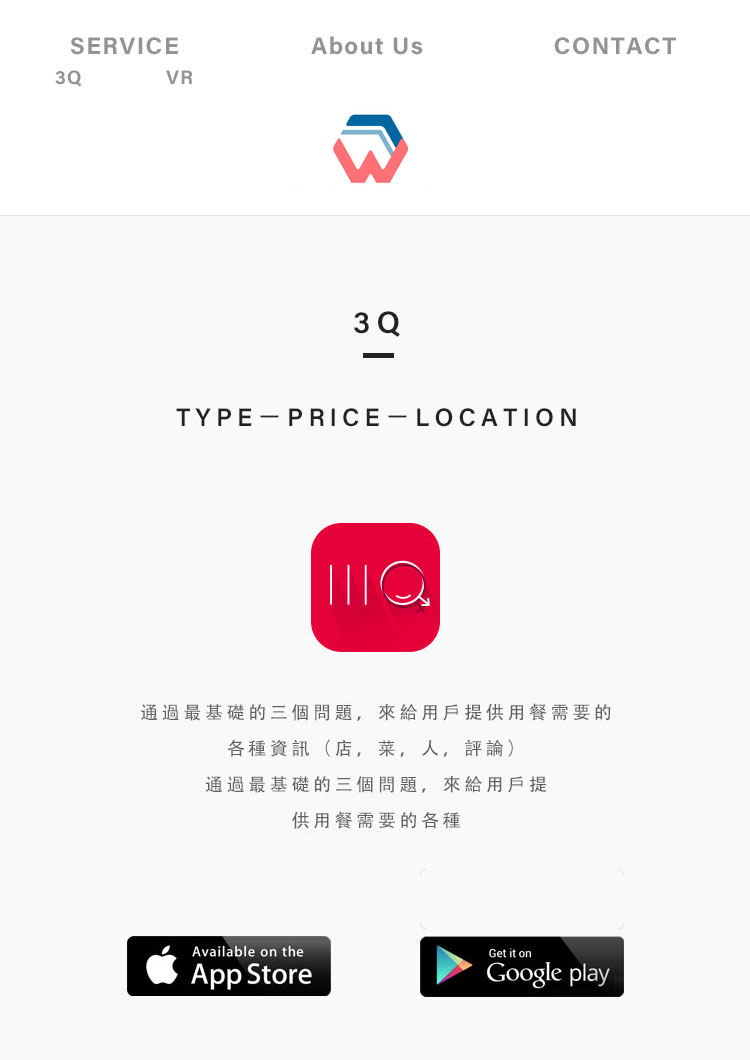 SERVICE About Us CONTACT
3Q VR
3Q
TYPE－PRICE－LOCATION
通過最基礎的三個問題，來給用戶提供用餐需要的
各種資訊（店，菜，人，評論）
通過最基礎的三個問題，來給用戶提
供用餐需要的各種
Available on the
App Store
Get it on
Google play